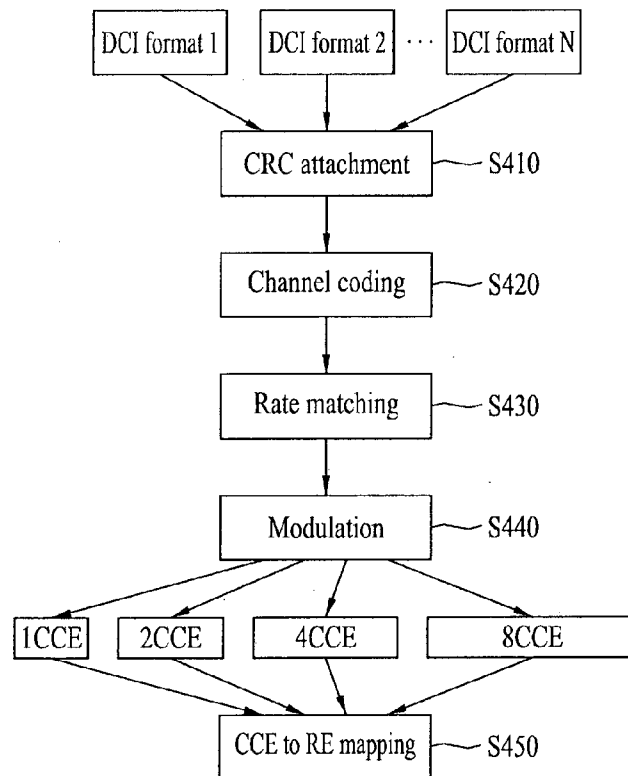 DCI format 1 DCI format 2 ··· DCI format N
CRC attachment S410
Channel coding S420
Rate matching S430
Modulation S440
1CCE 2CCE 4CCE 8CCE
CCE to RE mapping S450